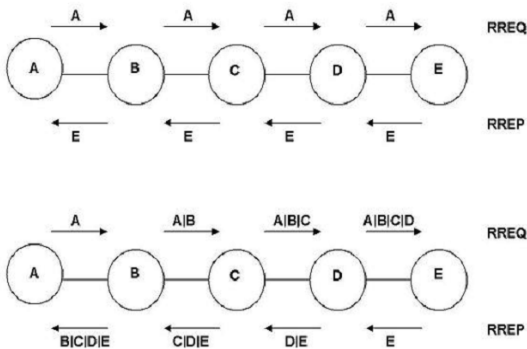 A A A A RREQ
A B C D E
E E E E RREP
A A|B A|B|C A|B|C|D RREQ
A B C D E
B|C|D|E C|D|E D|E E RREP